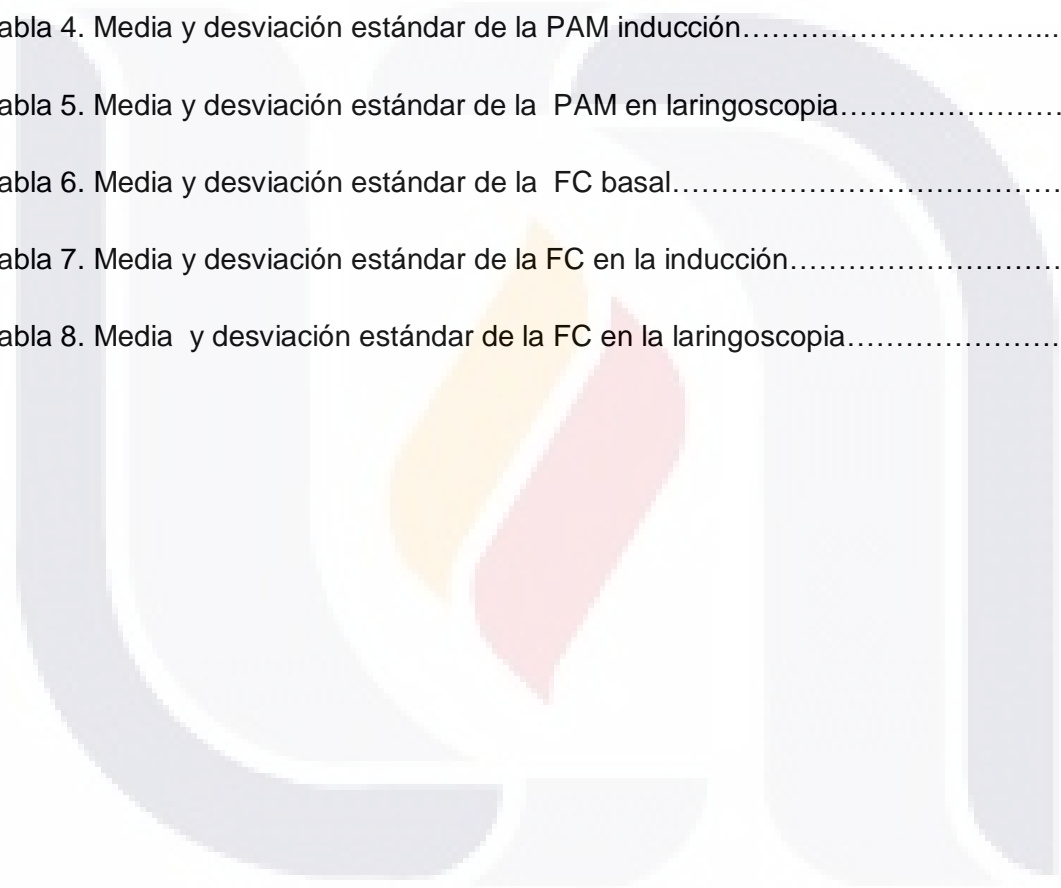 abla 4. Media y desviación estándar de la PAM inducción…………………………...
abla 5. Media y desviación estándar de la  PAM en laringoscopia………………….
abla 6. Media y desviación estándar de la  FC basal…………………………………
abla 7. Media y desviación estándar de la FC en la inducción………………………
abla 8. Media  y desviación estándar de la FC en la laringoscopia………………….